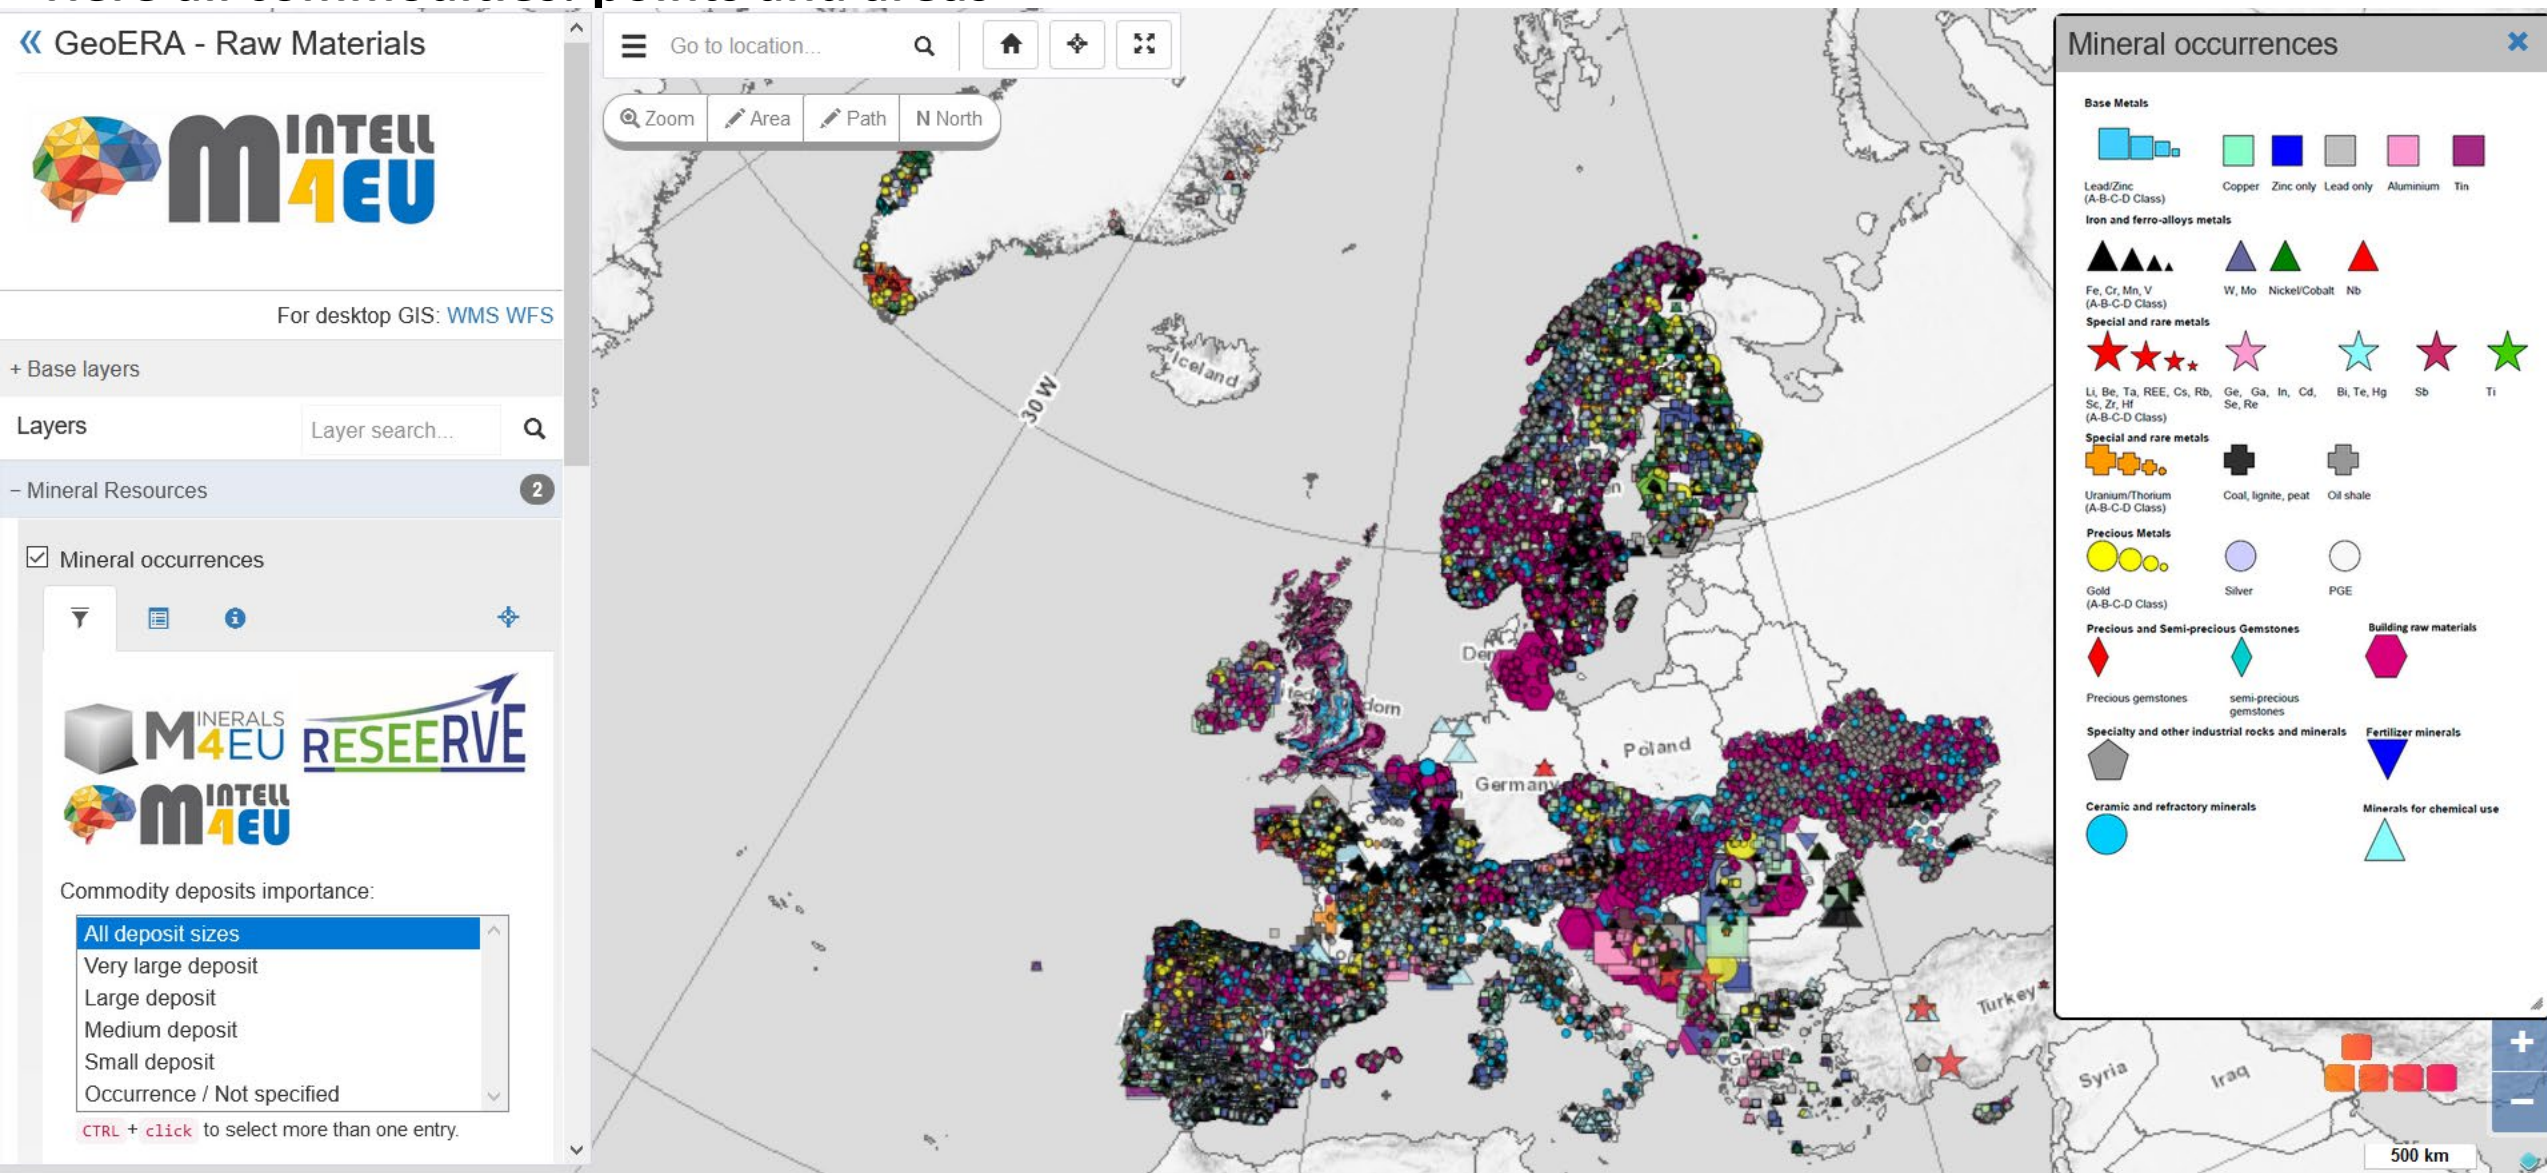 GeoERA - Raw Materials
MINTELL
4EU
For desktop GIS: WMS WFS
+ Base layers
Layers
Layer search...
− Mineral Resources
2
Mineral occurrences
MINERALS
4EU
RESEERVE
MINTELL
4EU
Commodity deposits importance:
All deposit sizes
Very large deposit
Large deposit
Medium deposit
Small deposit
Occurrence / Not specified
CTRL + click to select more than one entry.
Go to location...
Zoom
Area
Path
N North
30 W
Iceland
Poland
Germany
Turkey
Syria
Iraq
+
−
500 km
Mineral occurrences
Base Metals
Lead/Zinc
(A-B-C-D Class)
Copper
Zinc only
Lead only
Aluminium
Tin
Iron and ferro-alloys metals
Fe, Cr, Mn, V
(A-B-C-D Class)
W, Mo
Nickel/Cobalt
Nb
Special and rare metals
Li, Be, Ta, REE, Cs, Rb,
Sc, Zr, Hf
(A-B-C-D Class)
Ge, Ga, In, Cd,
Se, Re
Bi, Te, Hg
Sb
Ti
Special and rare metals
Uranium/Thorium
(A-B-C-D Class)
Coal, lignite, peat
Oil shale
Precious Metals
Gold
(A-B-C-D Class)
Silver
PGE
Precious and Semi-precious Gemstones
Building raw materials
Precious gemstones
semi-precious
gemstones
Specialty and other industrial rocks and minerals
Fertilizer minerals
Ceramic and refractory minerals
Minerals for chemical use